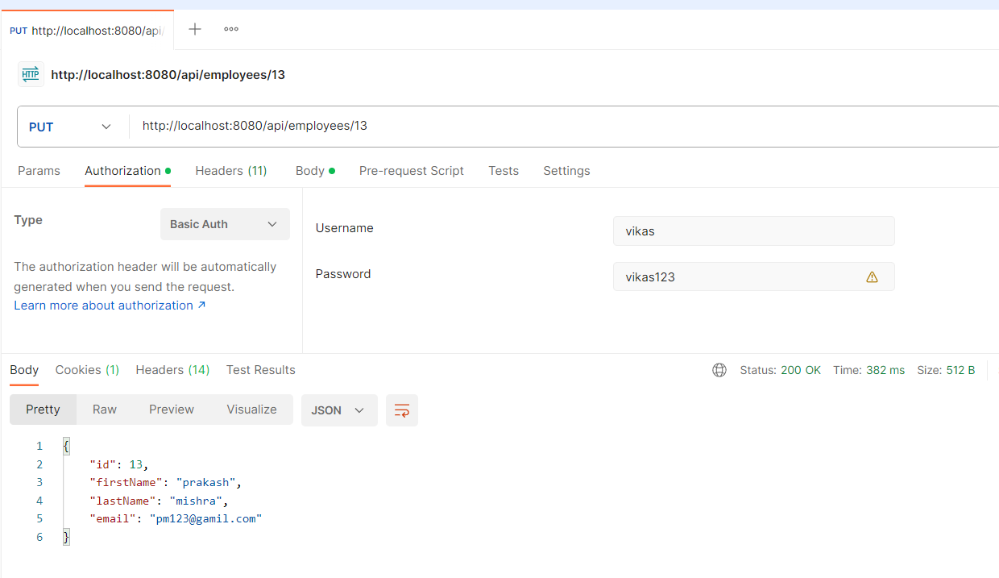 PUT http://localhost:8080/api/
HTTP http://localhost:8080/api/employees/13
PUT http://localhost:8080/api/employees/13
Params Authorization Headers (11) Body Pre-request Script Tests Settings
Type Basic Auth
The authorization header will be automatically
generated when you send the request.
Learn more about authorization ↗
Username vikas
Password vikas123
Body Cookies (1) Headers (14) Test Results Status: 200 OK Time: 382 ms Size: 512 B
Pretty Raw Preview Visualize JSON
1 {
2 "id": 13,
3 "firstName": "prakash",
4 "lastName": "mishra",
5 "email": "pm123@gamil.com"
6 }